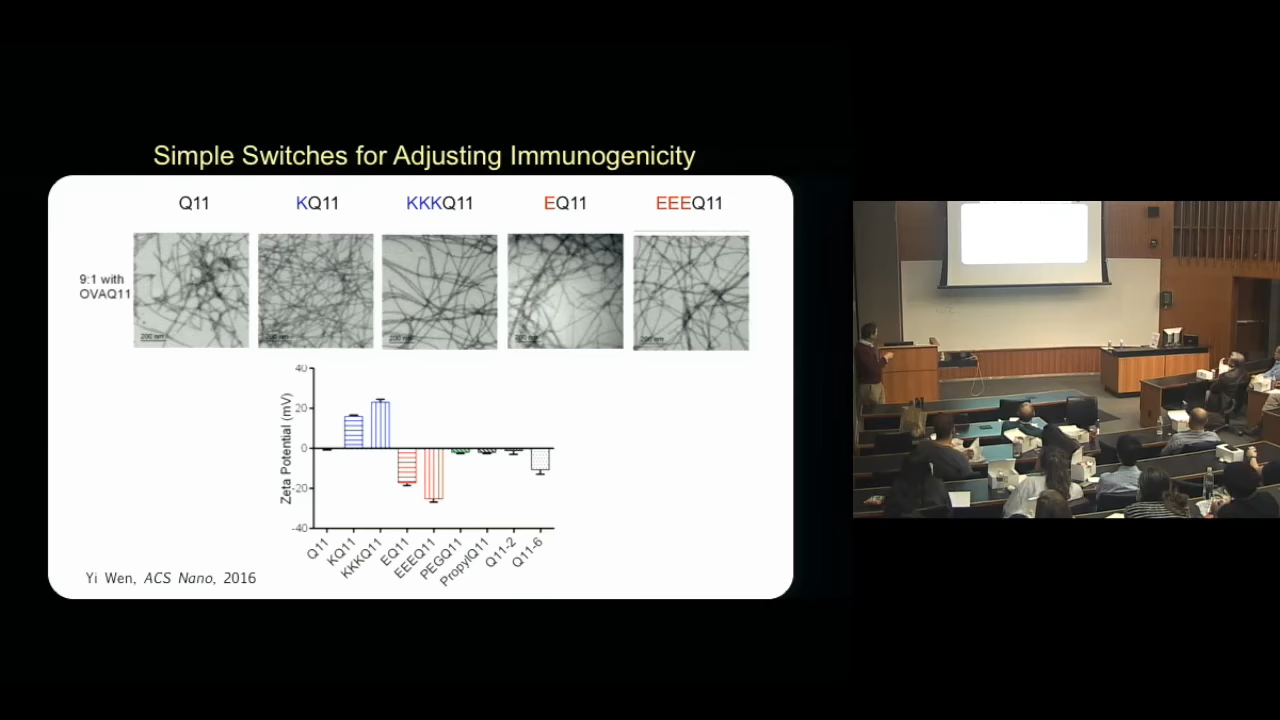 Simple Switches for Adjusting Immunogenicity
Q11 KQ11 KKKQ11 EQ11 EEEQ11
9:1 with
OVAQ11
200 nm 200 nm 200 nm 200 nm 200 nm
Zeta Potential (mV)
40
20
0
-20
-40
Q11 KQ11 KKKQ11 EQ11 EEEQ11 PEGQ11 PropylQ11 Q11-2 Q11-6
Yi Wen, ACS Nano, 2016